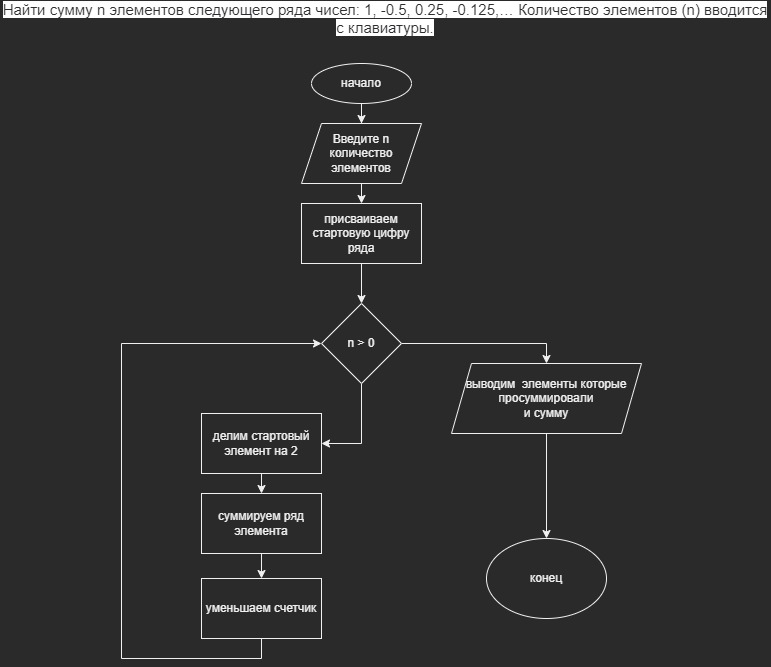 Найти сумму n элементов следующего ряда чисел: 1, -0.5, 0.25, -0.125,... Количество элементов (n) вводится
с клавиатуры.
начало
Введите n
количество
элементов
присваиваем
стартовую цифру
ряда
n > 0
выводим элементы которые
просуммировали
и сумму
делим стартовый
элемент на 2
суммируем ряд
элемента
уменьшаем счетчик
конец